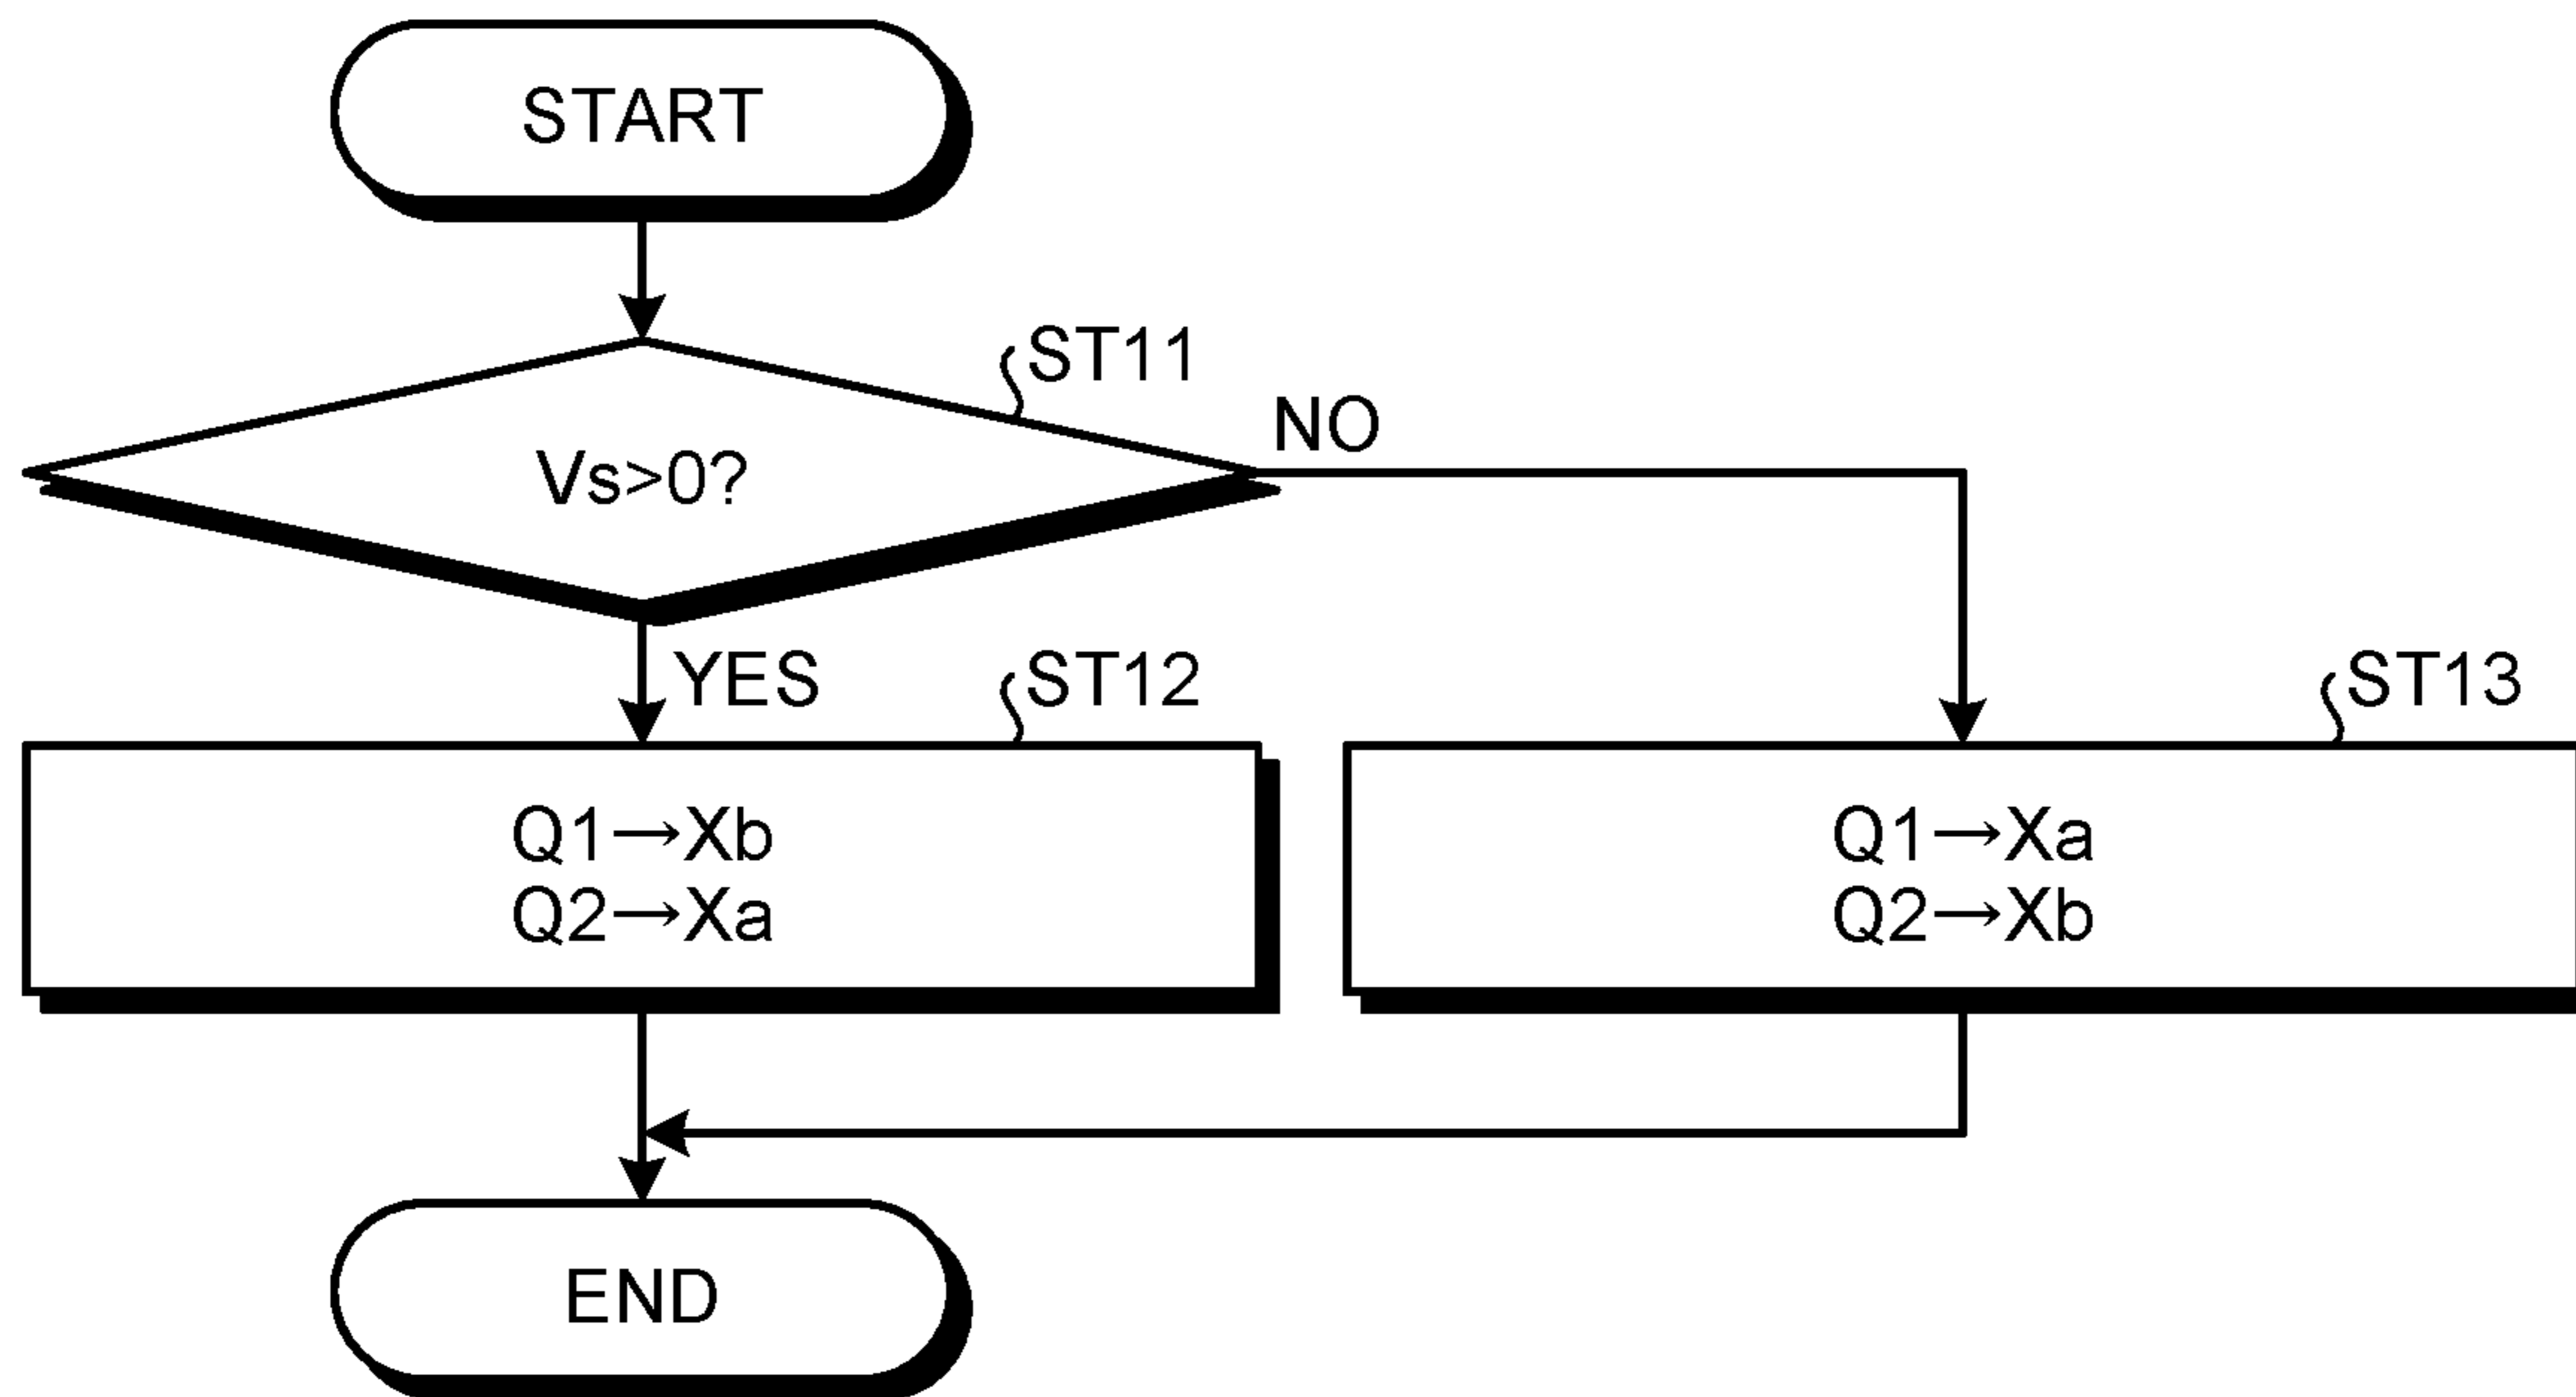 START
ST11
Vs>0?
NO
YES
ST12
ST13
Q1→Xb
Q2→Xa
Q1→Xa
Q2→Xb
END